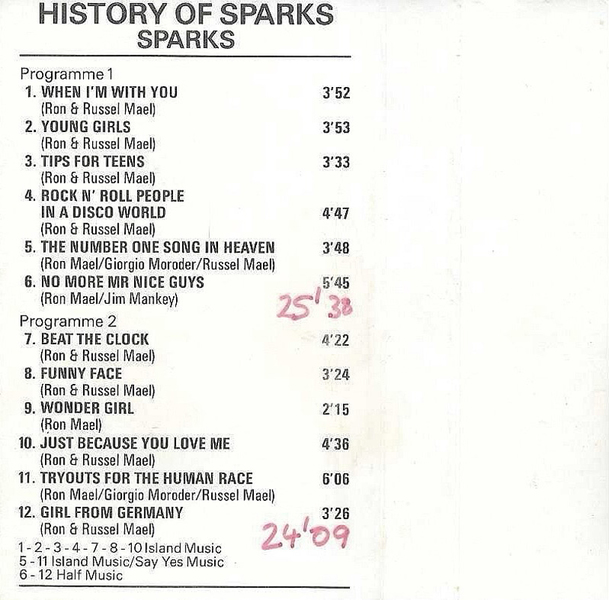 HISTORY OF SPARKS
SPARKS
Programme 1
1. WHEN I'M WITH YOU 3'52
(Ron & Russel Mael)
2. YOUNG GIRLS 3'53
(Ron & Russel Mael)
3. TIPS FOR TEENS 3'33
(Ron & Russel Mael)
4. ROCK N' ROLL PEOPLE
IN A DISCO WORLD 4'47
(Ron & Russel Mael)
5. THE NUMBER ONE SONG IN HEAVEN 3'48
(Ron Mael/Giorgio Moroder/Russel Mael)
6. NO MORE MR NICE GUYS 5'45
(Ron Mael/Jim Mankey)
25'38
Programme 2
7. BEAT THE CLOCK 4'22
(Ron & Russel Mael)
8. FUNNY FACE 3'24
(Ron & Russel Mael)
9. WONDER GIRL 2'15
(Ron Mael)
10. JUST BECAUSE YOU LOVE ME 4'36
(Ron & Russel Mael)
11. TRYOUTS FOR THE HUMAN RACE 6'06
(Ron Mael/Giorgio Moroder/Russel Mael)
12. GIRL FROM GERMANY 3'26
(Ron & Russel Mael)
24'09
1 - 2 - 3 - 4 - 7 - 8 - 10 Island Music
5 - 11 Island Music/Say Yes Music
6 - 12 Half Music